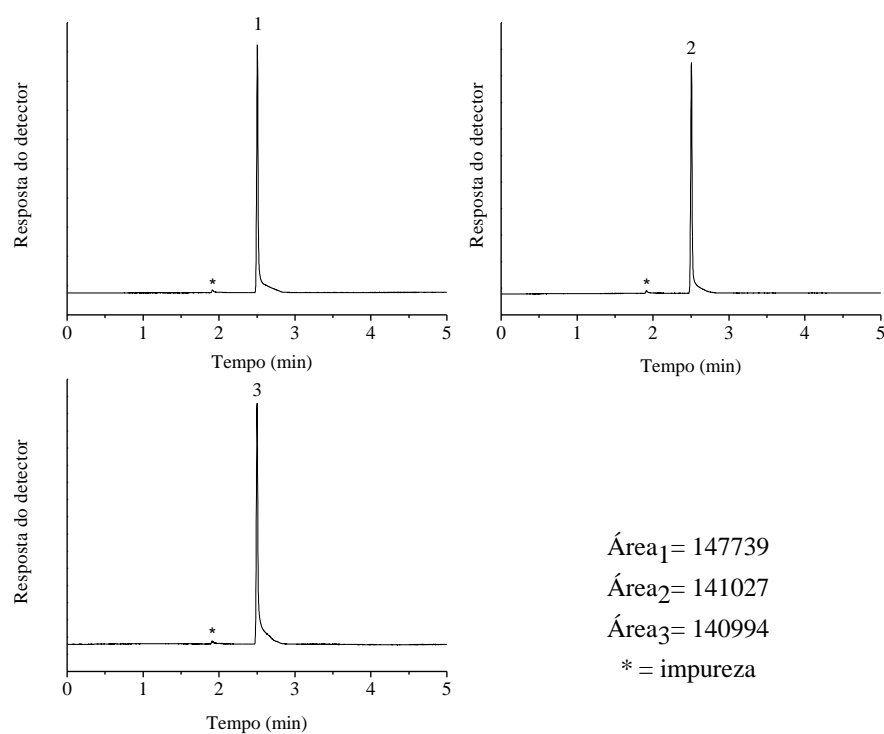 1
Resposta do detector
*
0 1 2 3 4 5
Tempo (min)
2
Resposta do detector
*
0 1 2 3 4 5
Tempo (min)
3
Resposta do detector
*
0 1 2 3 4 5
Tempo (min)
Área1= 147739
Área2= 141027
Área3= 140994
* = impureza